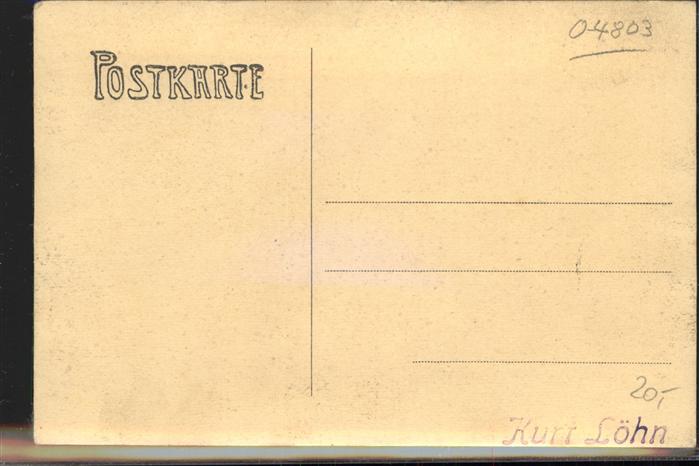 04803
POSTKARTE
20,-
Kurt Löhn